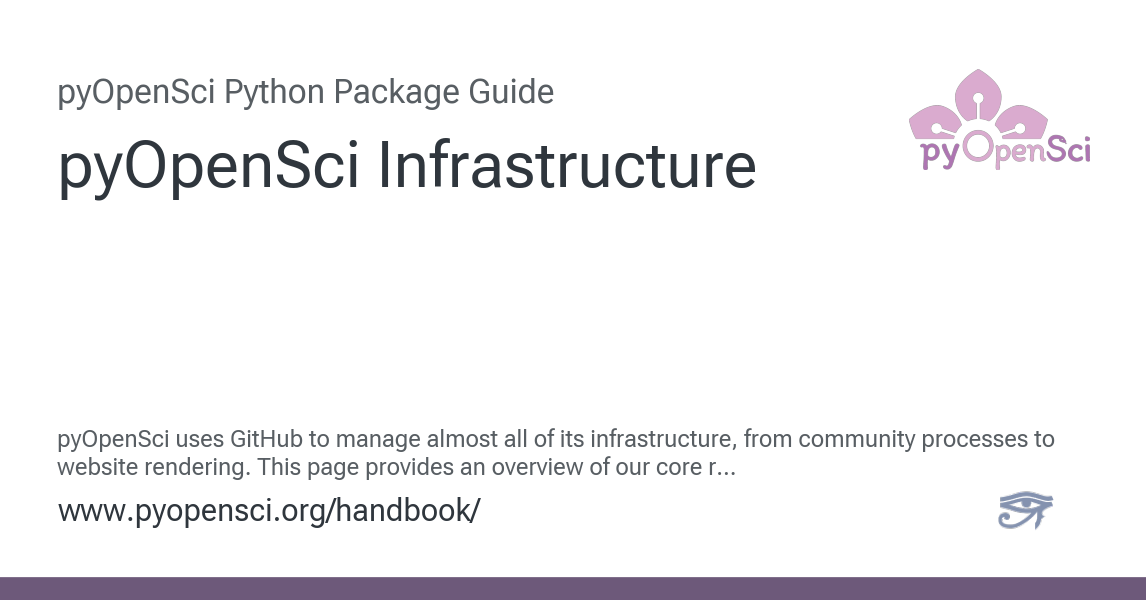 pyOpenSci Python Package Guide
pyOpenSci Infrastructure
pyOpenSci
pyOpenSci uses GitHub to manage almost all of its infrastructure, from community processes to
website rendering. This page provides an overview of our core r...
www.pyopensci.org/handbook/